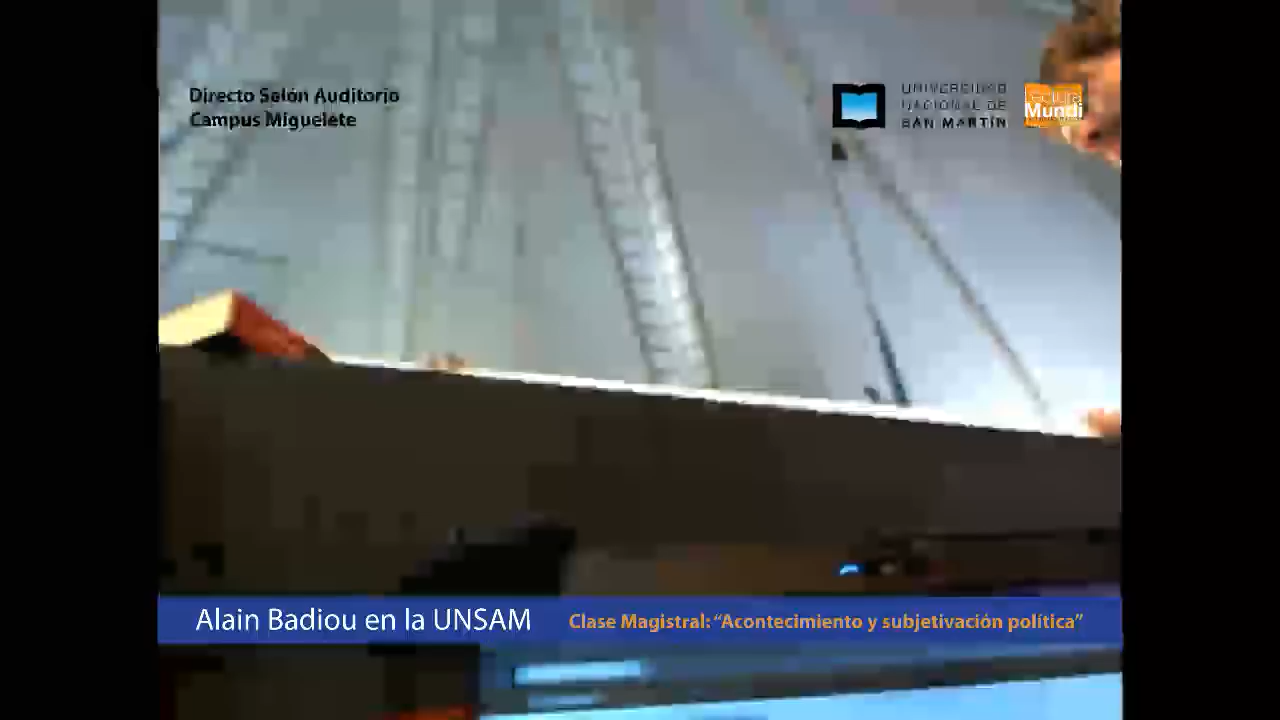 Directo Salón Auditorio
Campus Miguelete
UNIVERSIDAD
NACIONAL DE
SAN MARTÍN
Lectura
Mundi
Alain Badiou en la UNSAM
Clase Magistral: “Acontecimiento y subjetivación política”